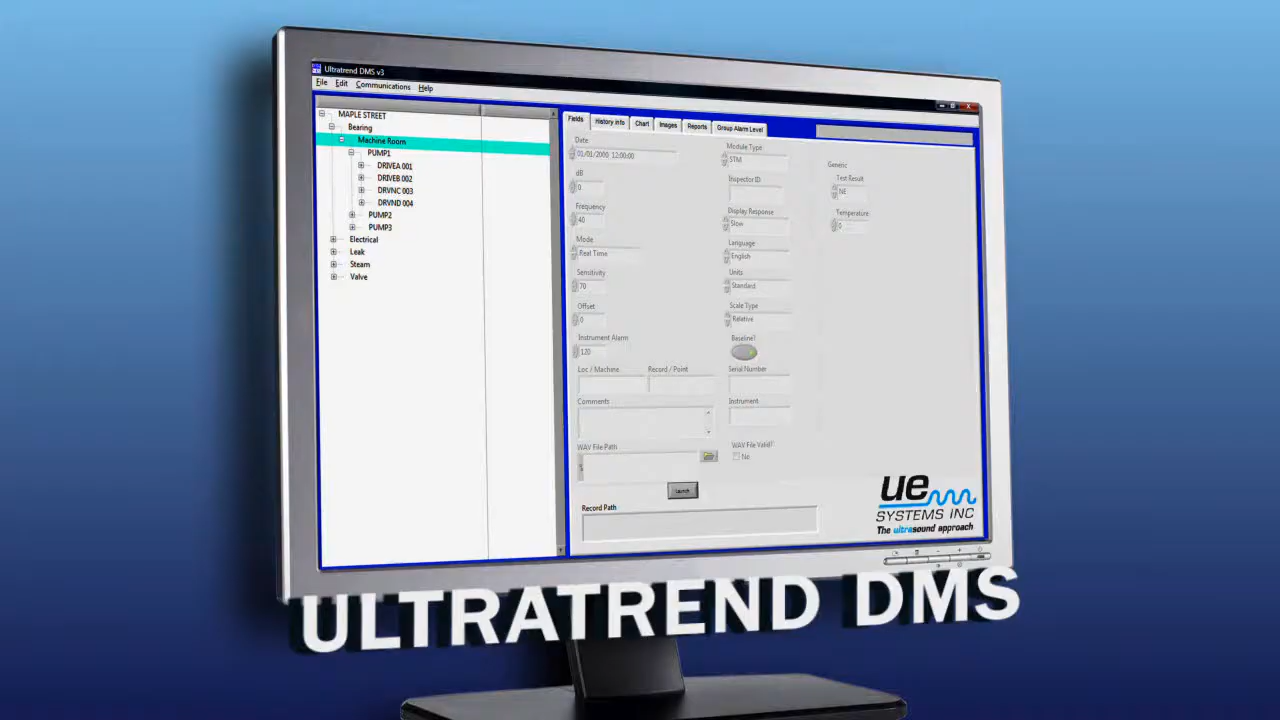 Ultratrend DMS v3
File Edit Communications Help
MAPLE STREET
Bearing
Machine Room
PUMP1
DRIVEA 001
DRIVEB 002
DRVNC 003
DRVND 004
PUMP2
PUMP3
Electrical
Leak
Steam
Valve
Fields History info Chart Images Reports Group Alarm Level
Date
01/01/2000 12:00:00
dB
0
Frequency
40
Mode
Real Time
Sensitivity
70
Offset
0
Instrument Alarm
120
Loc / Machine Record / Point
Comments
WAV File Path
Launch
Record Path
Module Type
STM
Inspector ID
Display Response
Slow
Language
English
Units
Standard
Scale Type
Relative
Baseline?
Serial Number
Instrument
WAV File Valid?
No
Generic
Test Result
NE
Temperature
0
ue
SYSTEMS INC
The ultrasound approach
ULTRATREND DMS